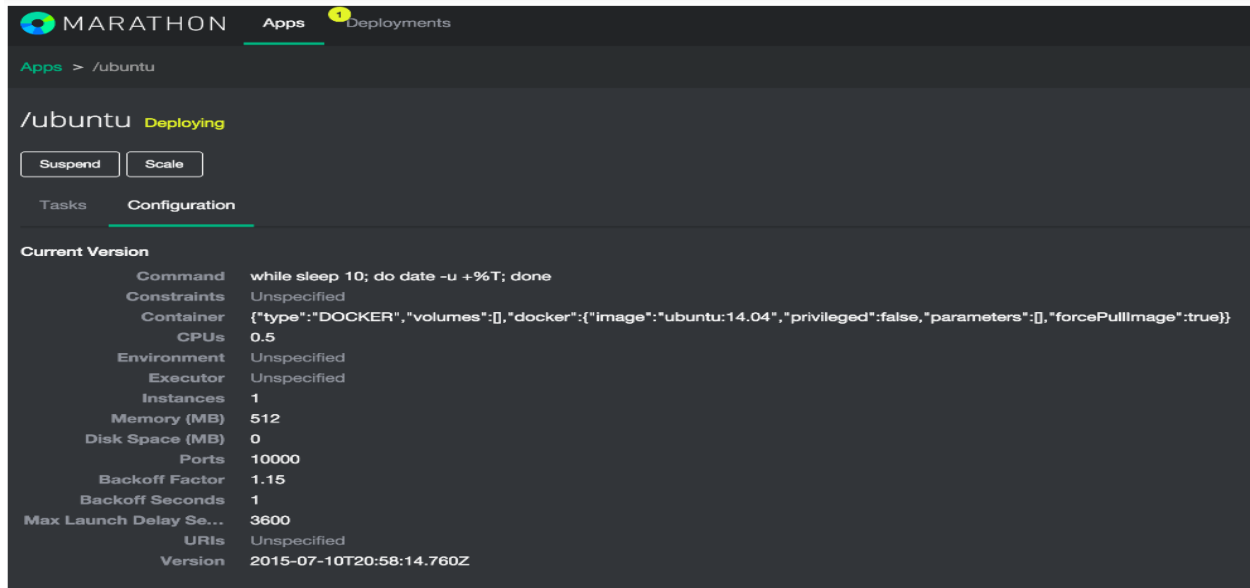 MARATHON Apps 1 Deployments
Apps > /ubuntu
/ubuntu Deploying
Suspend Scale
Tasks Configuration
Current Version
Command while sleep 10; do date -u +%T; done
Constraints Unspecified
Container {"type":"DOCKER","volumes":[],"docker":{"image":"ubuntu:14.04","privileged":false,"parameters":[],"forcePullImage":true}}
CPUs 0.5
Environment Unspecified
Executor Unspecified
Instances 1
Memory (MB) 512
Disk Space (MB) 0
Ports 10000
Backoff Factor 1.15
Backoff Seconds 1
Max Launch Delay Se... 3600
URIs Unspecified
Version 2015-07-10T20:58:14.760Z